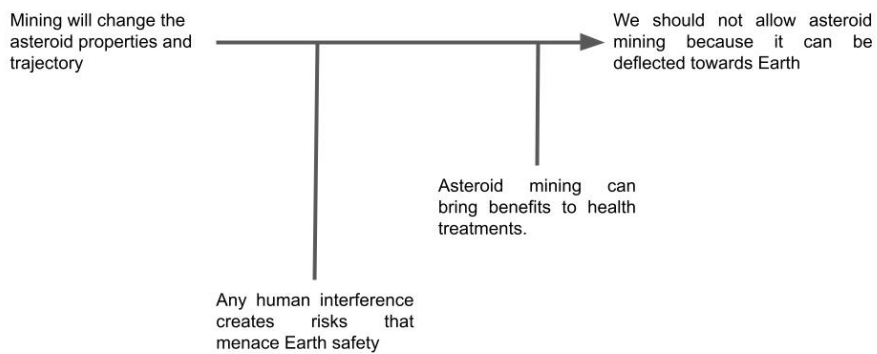 Mining will change the
asteroid properties and
trajectory
We should not allow asteroid
mining because it can be
deflected towards Earth
Asteroid mining can
bring benefits to health
treatments.
Any human interference
creates risks that
menace Earth safety